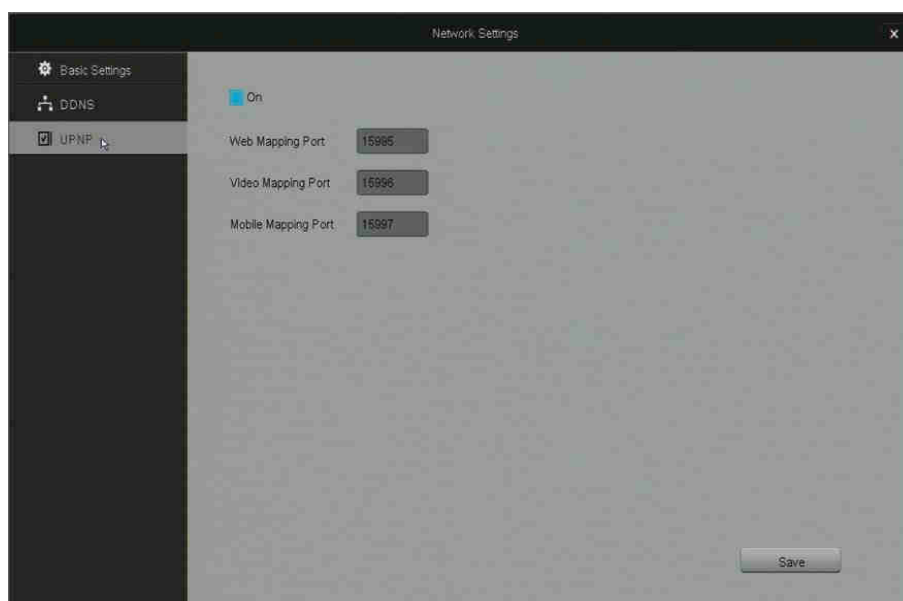 Network Settings
Basic Settings
DDNS
UPNP
On
Web Mapping Port 15995
Video Mapping Port 15996
Mobile Mapping Port 15997
Save